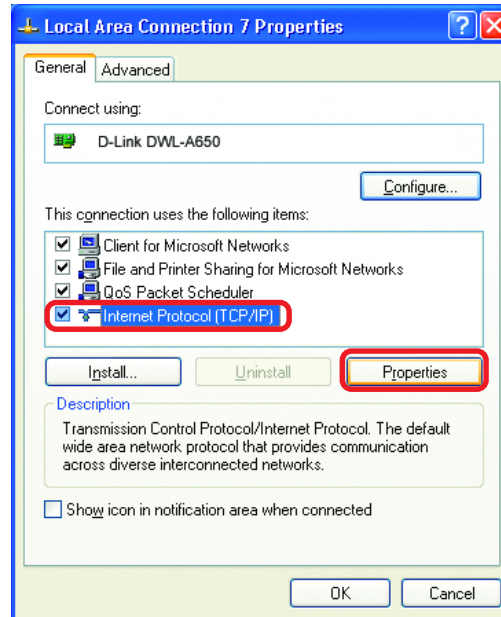 Local Area Connection 7 Properties
General
Advanced
Connect using:
D-Link DWL-A650
Configure...
This connection uses the following items:
Client for Microsoft Networks
File and Printer Sharing for Microsoft Networks
QoS Packet Scheduler
Internet Protocol (TCP/IP)
Install...
Uninstall
Properties
Description
Transmission Control Protocol/Internet Protocol. The default
wide area network protocol that provides communication
across diverse interconnected networks.
Show icon in notification area when connected
OK
Cancel